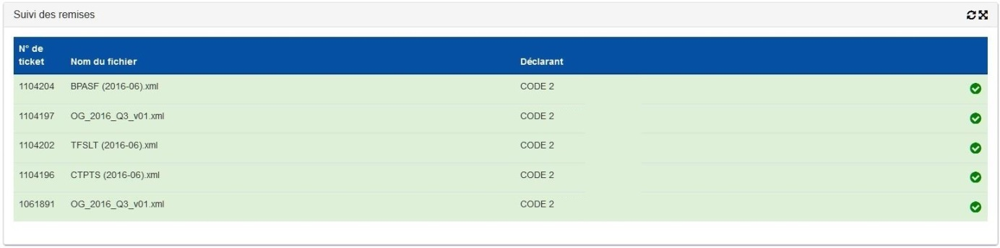 Suivi des remises
N° de ticket Nom du fichier Déclarant
1104204 BPASF (2016-06).xml CODE 2
1104197 OG_2016_Q3_v01.xml CODE 2
1104202 TFSLT (2016-06).xml CODE 2
1104196 CTPTS (2016-06).xml CODE 2
1061891 OG_2016_Q3_v01.xml CODE 2